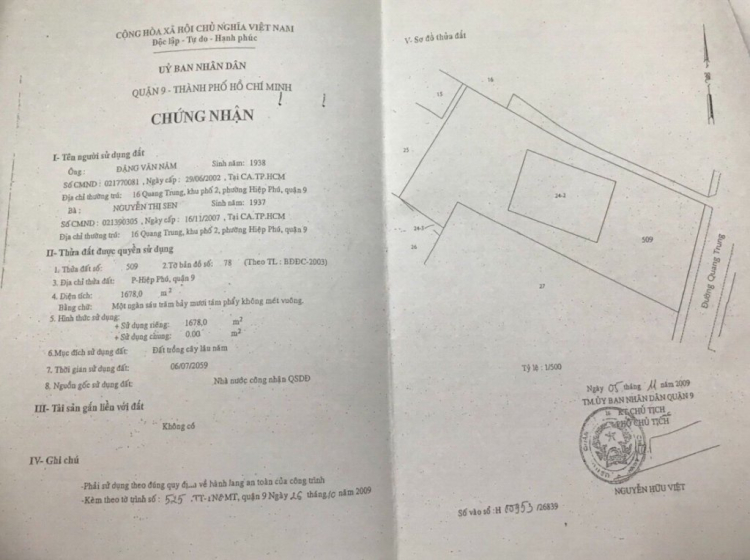 CỘNG HÒA XÃ HỘI CHỦ NGHĨA VIỆT NAM
Độc lập - Tự do - Hạnh phúc
UỶ BAN NHÂN DÂN
QUẬN 9 - THÀNH PHỐ HỒ CHÍ MINH
CHỨNG NHẬN
I- Tên người sử dụng đất
Ông : ĐẶNG VĂN NĂM Sinh năm: 1938
Số CMND : 021770081 , Ngày cấp : 29/06/2002 , Tại CA.TP.HCM
Địa chỉ thường trú: 16 Quang Trung, khu phố 2, phường Hiệp Phú, quận 9
Bà : NGUYỄN THỊ SEN Sinh năm: 1937
Số CMND : 021390305 , Ngày cấp : 16/11/2007 , Tại CA.TP.HCM
Địa chỉ thường trú: 16 Quang Trung, khu phố 2, phường Hiệp Phú, quận 9
II- Thửa đất được quyền sử dụng
1. Thửa đất số: 509 2.Tờ bản đồ số: 78 (Theo TL : BĐĐC-2003)
3. Địa chỉ thửa đất: P-Hiệp Phú, quận 9
4. Diện tích: 1678,0 m2
Bằng chữ: Một ngàn sáu trăm bảy mươi tám phẩy không mét vuông.
5. Hình thức sử dụng:
+ Sử dụng riêng: 1678.0 m2
+ Sử dụng chung: 0.00 m2
6.Mục đích sử dụng đất: Đất trồng cây lâu năm
7. Thời gian sử dụng đất: 06/07/2059
8. Nguồn gốc sử dụng đất: Nhà nước công nhận QSDĐ
III- Tài sản gắn liền với đất
Không có
IV- Ghi chú
-Phải sử dụng theo đúng quy định về hành lang an toàn của công trình
-Kèm theo tờ trình số : 525 .TT-TNMT, quận 9 Ngày 26 tháng 10 năm 2009
V- Sơ đồ thửa đất
18
15
25
24-2
24-5
26
509
27
Đường Quang Trung
Tỷ lệ : 1/500
Ngày 05 tháng 11 năm 2009
TM.ỦY BAN NHÂN DÂN QUẬN 9
KT.CHỦ TỊCH
PHÓ CHỦ TỊCH
NGUYỄN HỮU VIỆT
Số vào sổ :H 00953 /26839